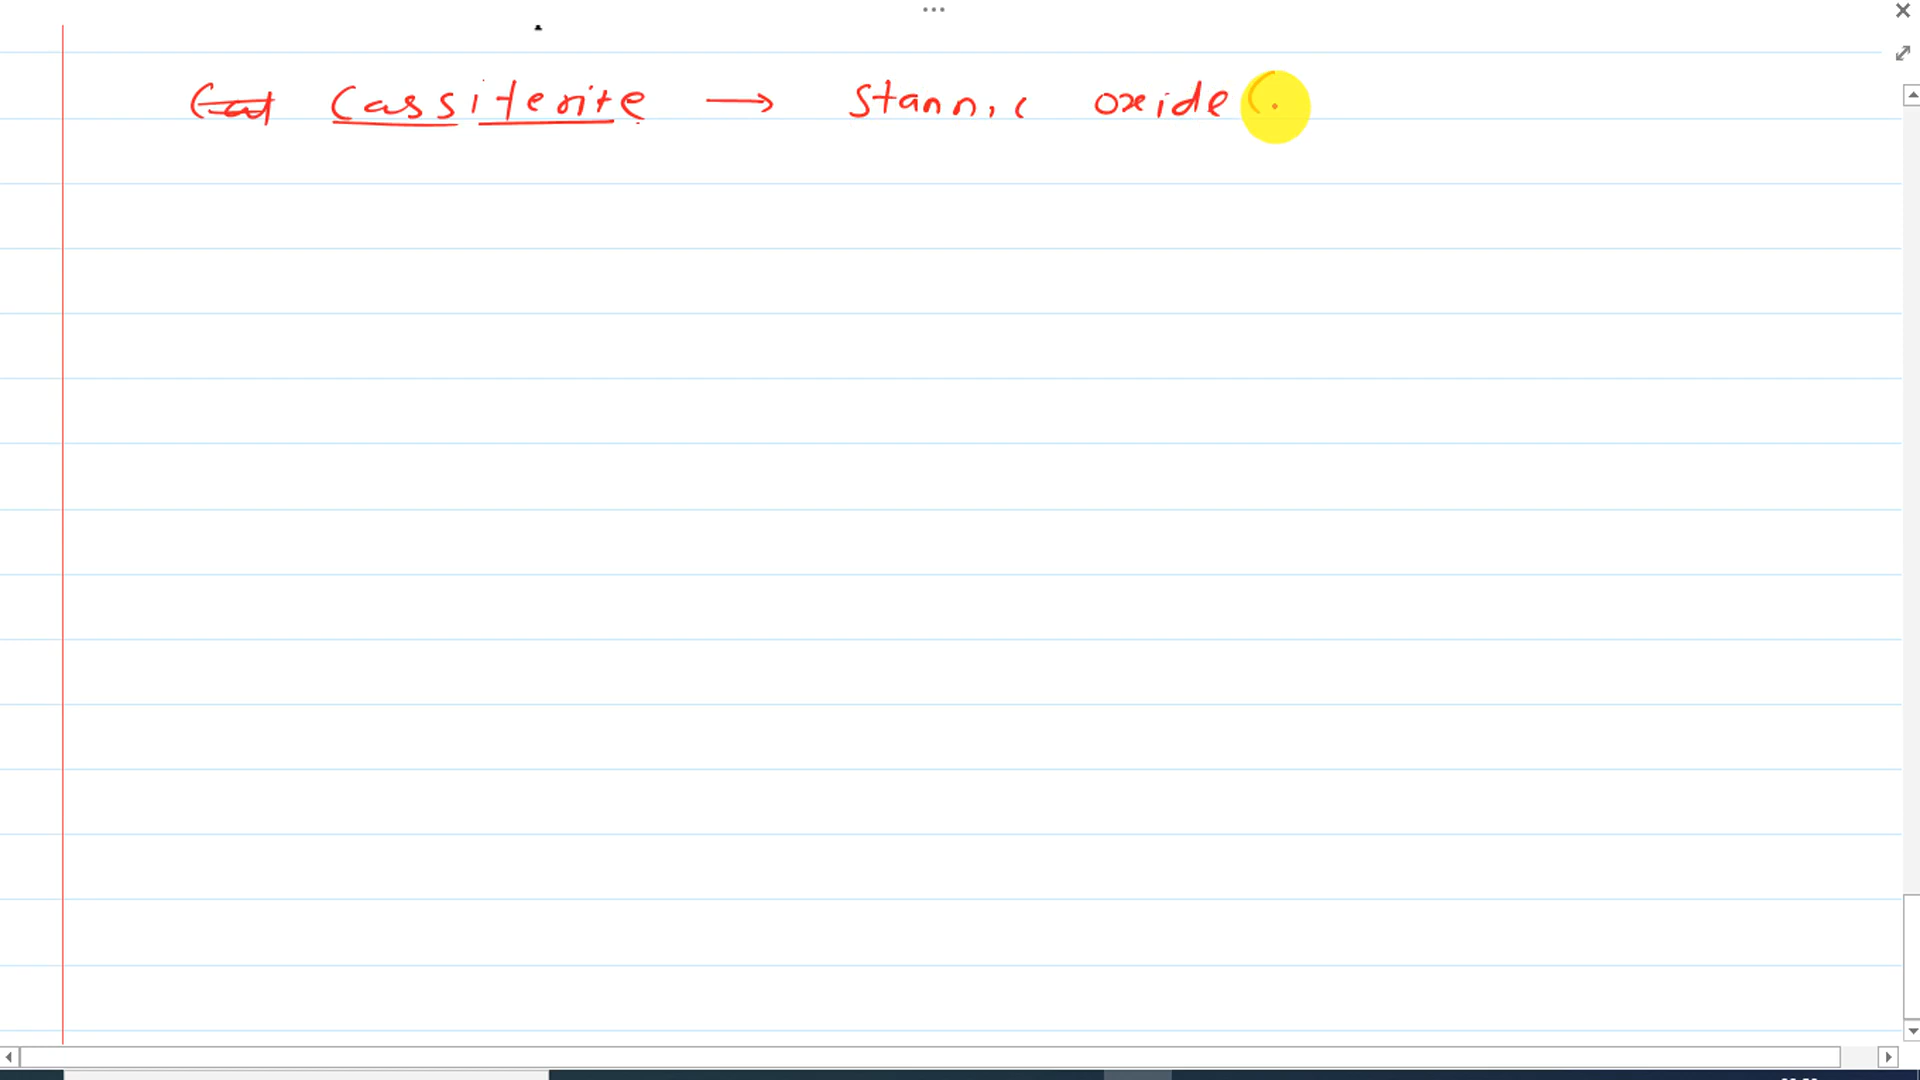 Cassiterite → Stannic oxide (